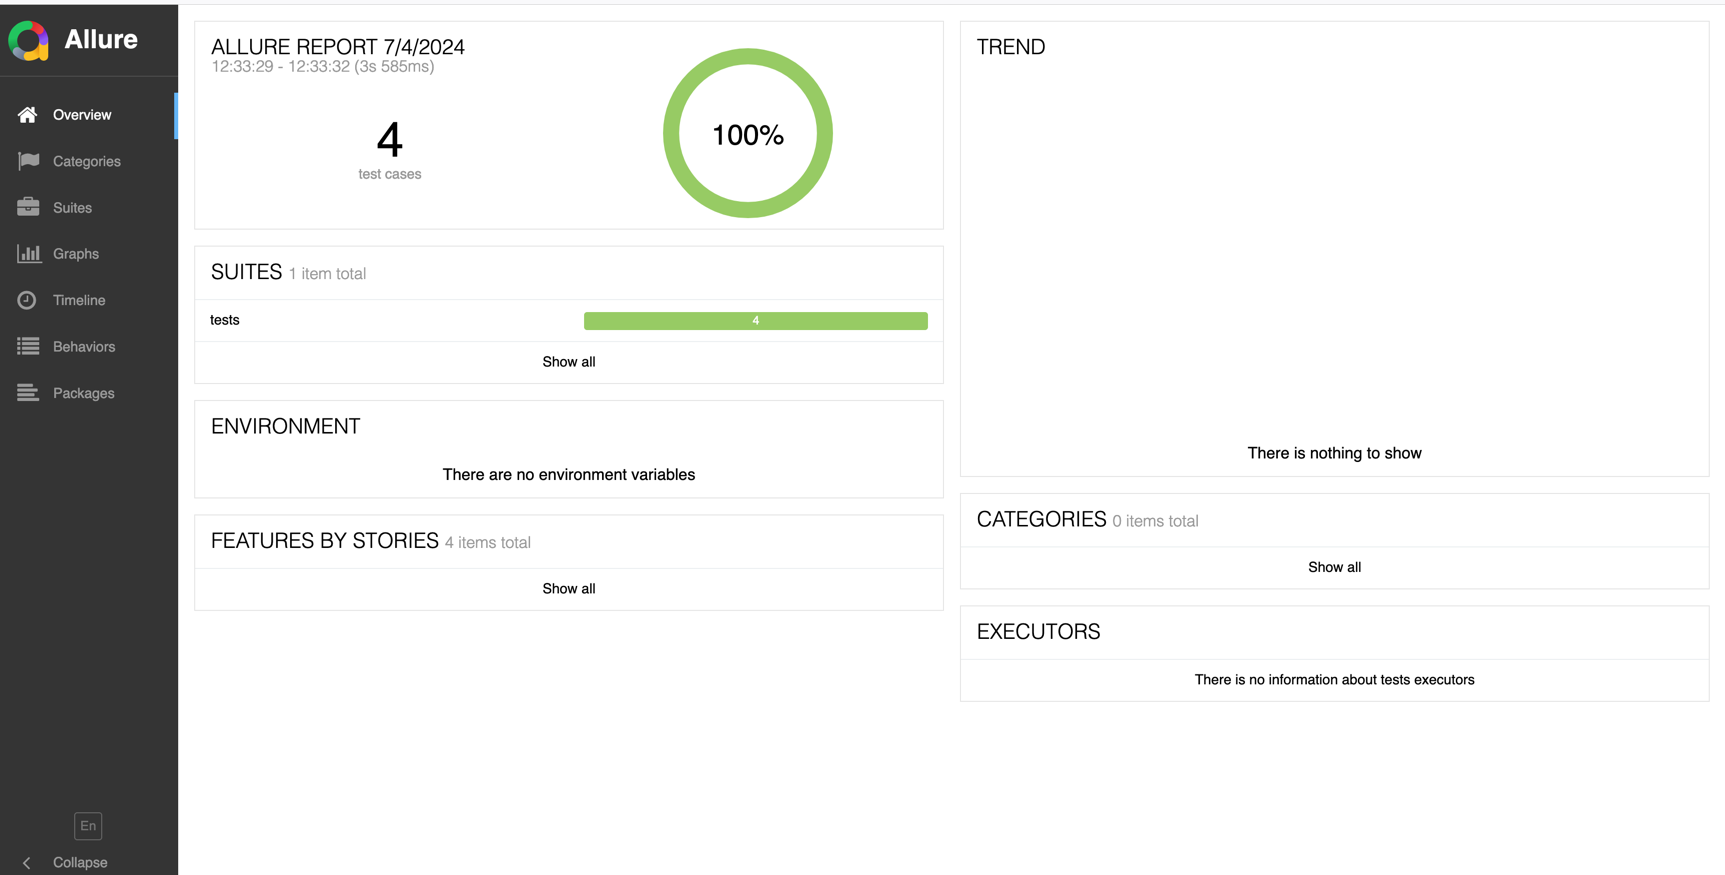 Allure
Overview
Categories
Suites
Graphs
Timeline
Behaviors
Packages
En
Collapse
ALLURE REPORT 7/4/2024
12:33:29 - 12:33:32 (3s 585ms)
4
test cases
100%
SUITES 1 item total
tests
4
Show all
ENVIRONMENT
There are no environment variables
FEATURES BY STORIES 4 items total
Show all
TREND
There is nothing to show
CATEGORIES 0 items total
Show all
EXECUTORS
There is no information about tests executors